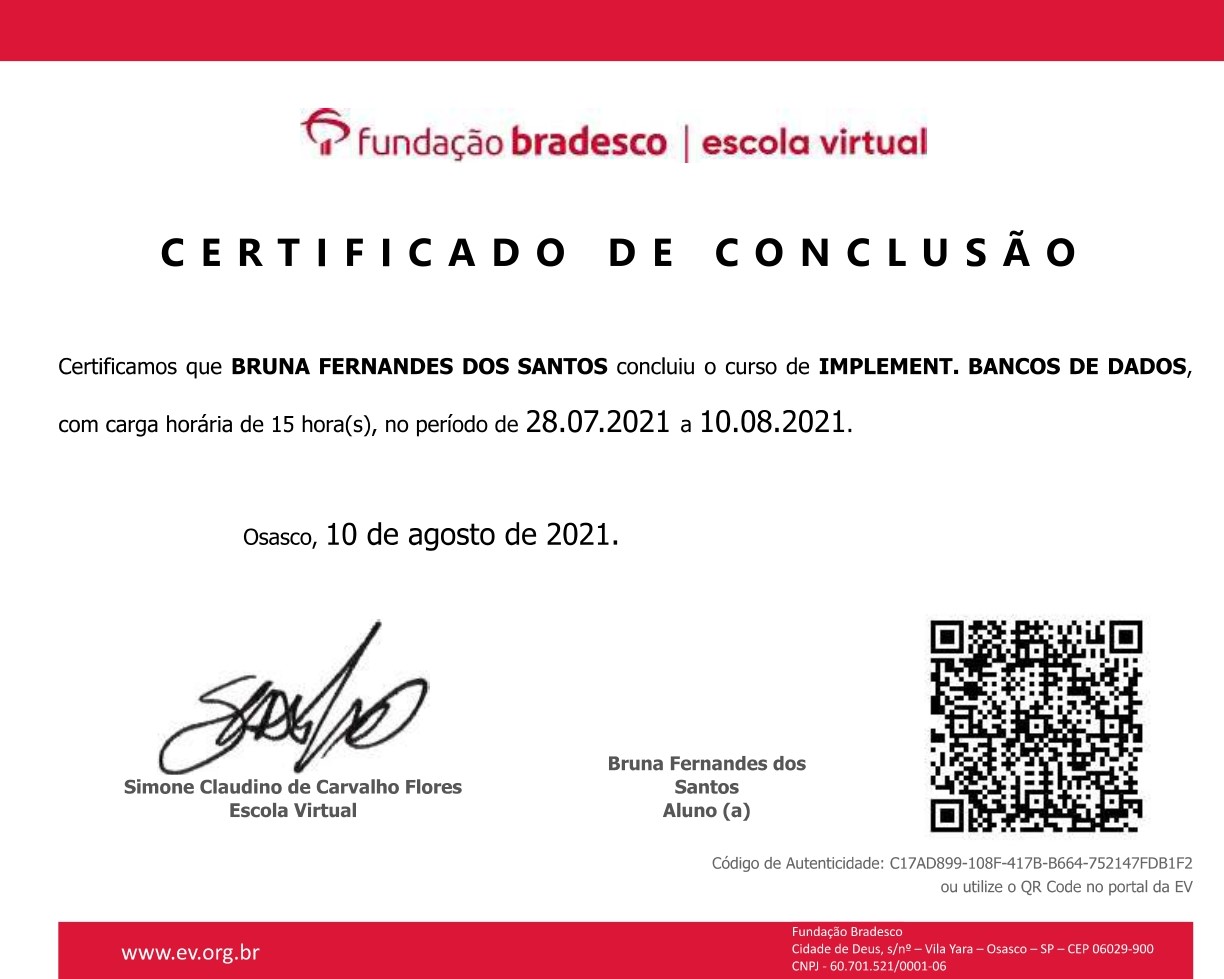 fundação bradesco | escola virtual
CERTIFICADO DE CONCLUSÃO
Certificamos que BRUNA FERNANDES DOS SANTOS concluiu o curso de IMPLEMENT. BANCOS DE DADOS,
com carga horária de 15 hora(s), no período de 28.07.2021 a 10.08.2021.
Osasco, 10 de agosto de 2021.
Simone Claudino de Carvalho Flores
Escola Virtual
Bruna Fernandes dos
Santos
Aluno (a)
Código de Autenticidade: C17AD899-108F-417B-B664-752147FDB1F2
ou utilize o QR Code no portal da EV
www.ev.org.br
Fundação Bradesco
Cidade de Deus, s/nº – Vila Yara – Osasco – SP – CEP 06029-900
CNPJ - 60.701.521/0001-06